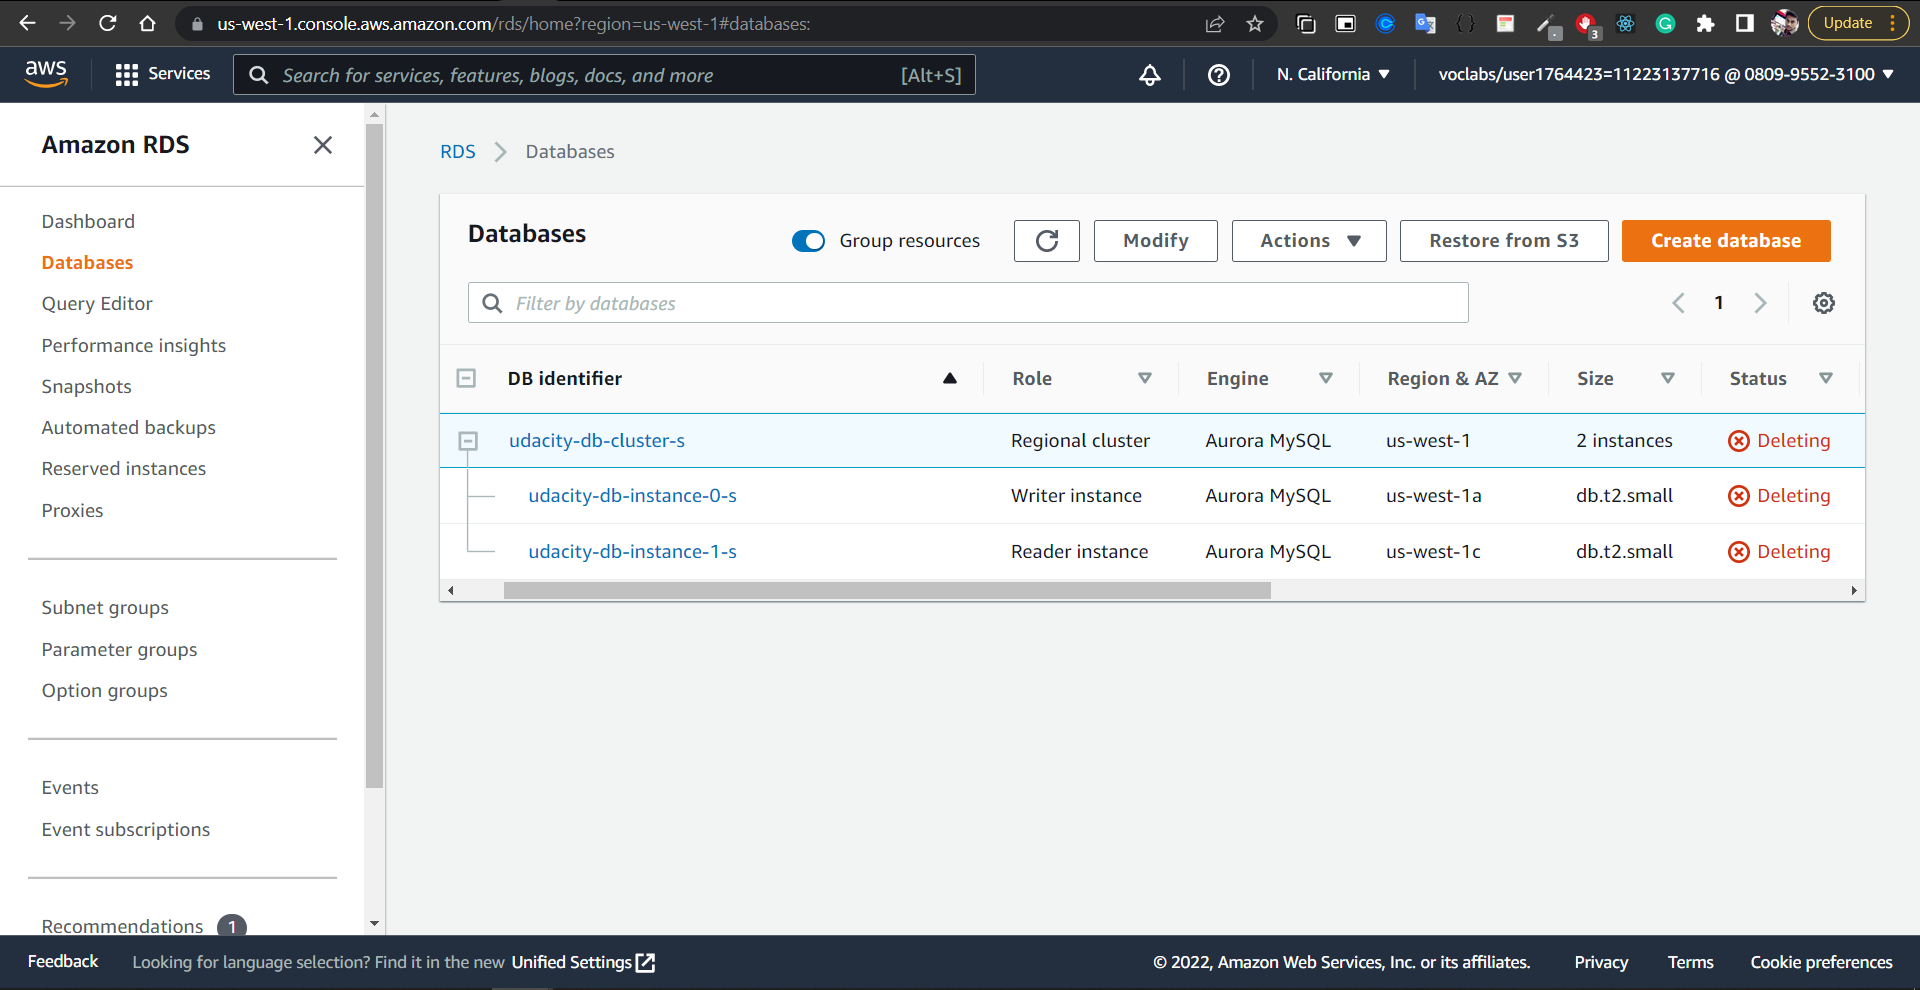 us-west-1.console.aws.amazon.com/rds/home?region=us-west-1#databases:
3
Update
aws
Services
Search for services, features, blogs, docs, and more
[Alt+S]
N. California
voclabs/user1764423=11223137716 @ 0809-9552-3100
Amazon RDS
Dashboard
Databases
Query Editor
Performance insights
Snapshots
Automated backups
Reserved instances
Proxies
Subnet groups
Parameter groups
Option groups
Events
Event subscriptions
Recommendations 1
RDS > Databases
Databases
Group resources
Modify
Actions
Restore from S3
Create database
Filter by databases
1
DB identifier Role Engine Region & AZ Size Status
udacity-db-cluster-s Regional cluster Aurora MySQL us-west-1 2 instances Deleting
udacity-db-instance-0-s Writer instance Aurora MySQL us-west-1a db.t2.small Deleting
udacity-db-instance-1-s Reader instance Aurora MySQL us-west-1c db.t2.small Deleting
Feedback
Looking for language selection? Find it in the new Unified Settings
© 2022, Amazon Web Services, Inc. or its affiliates.
Privacy
Terms
Cookie preferences